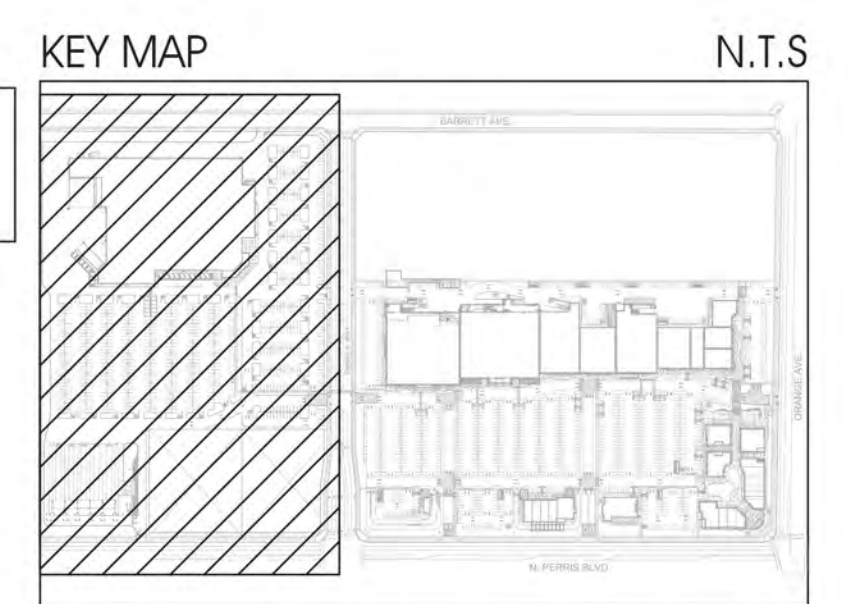 KEY MAP
N.T.S
BARRETT AVE.
ORANGE AVE.
N. PERRIS BLVD